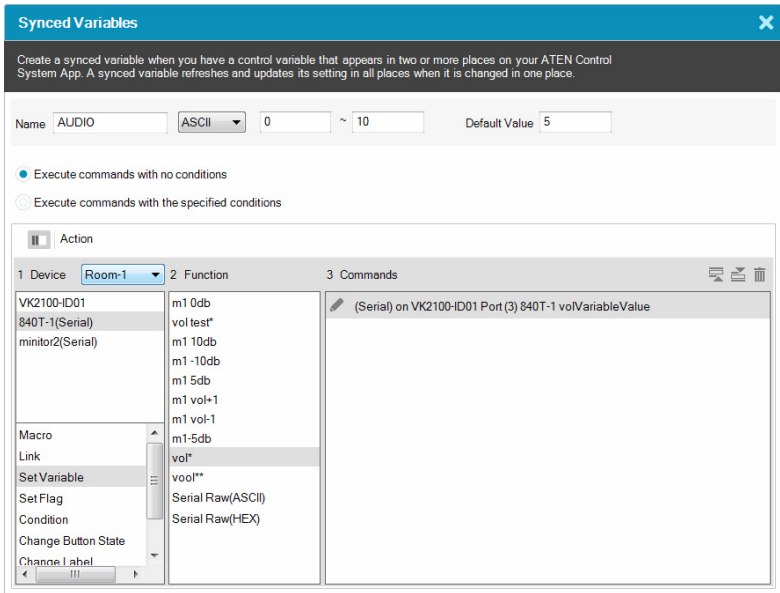 Synced Variables
Create a synced variable when you have a control variable that appears in two or more places on your ATEN Control
System App. A synced variable refreshes and updates its setting in all places when it is changed in one place.
Name AUDIO ASCII 0 ~ 10 Default Value 5
Execute commands with no conditions
Execute commands with the specified conditions
Action
1 Device Room-1 2 Function 3 Commands
VK2100-ID01
840T-1(Serial)
minitor2(Serial)
Macro
Link
Set Variable
Set Flag
Condition
Change Button State
Change Label
m1 0db
vol test*
m1 10db
m1 -10db
m1 5db
m1 vol+1
m1 vol-1
m1-5db
vol*
vool**
Serial Raw(ASCII)
Serial Raw(HEX)
(Serial) on VK2100-ID01 Port (3) 840T-1 volVariableValue